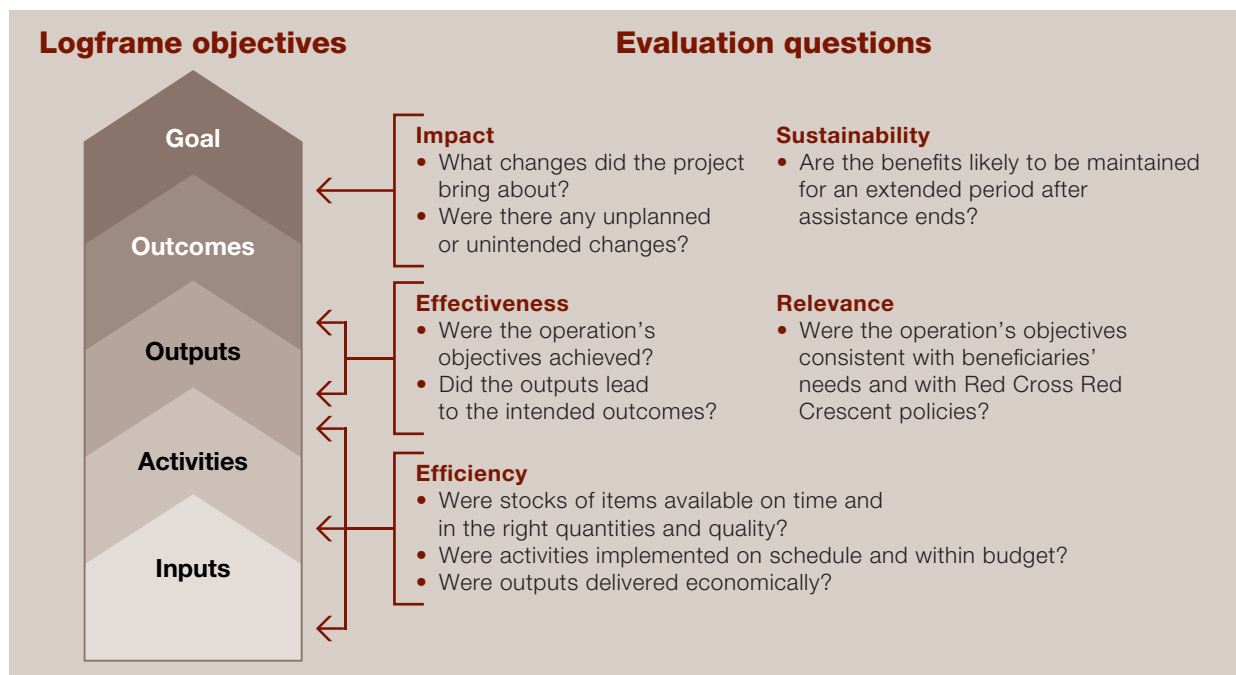 Logframe objectives
Evaluation questions
Goal
Outcomes
Outputs
Activities
Inputs
Impact
• What changes did the project
bring about?
• Were there any unplanned
or unintended changes?
Sustainability
• Are the benefits likely to be maintained
for an extended period after
assistance ends?
Effectiveness
• Were the operation’s
objectives achieved?
• Did the outputs lead
to the intended outcomes?
Relevance
• Were the operation’s objectives
consistent with beneficiaries’
needs and with Red Cross Red
Crescent policies?
Efficiency
• Were stocks of items available on time and
in the right quantities and quality?
• Were activities implemented on schedule and within budget?
• Were outputs delivered economically?